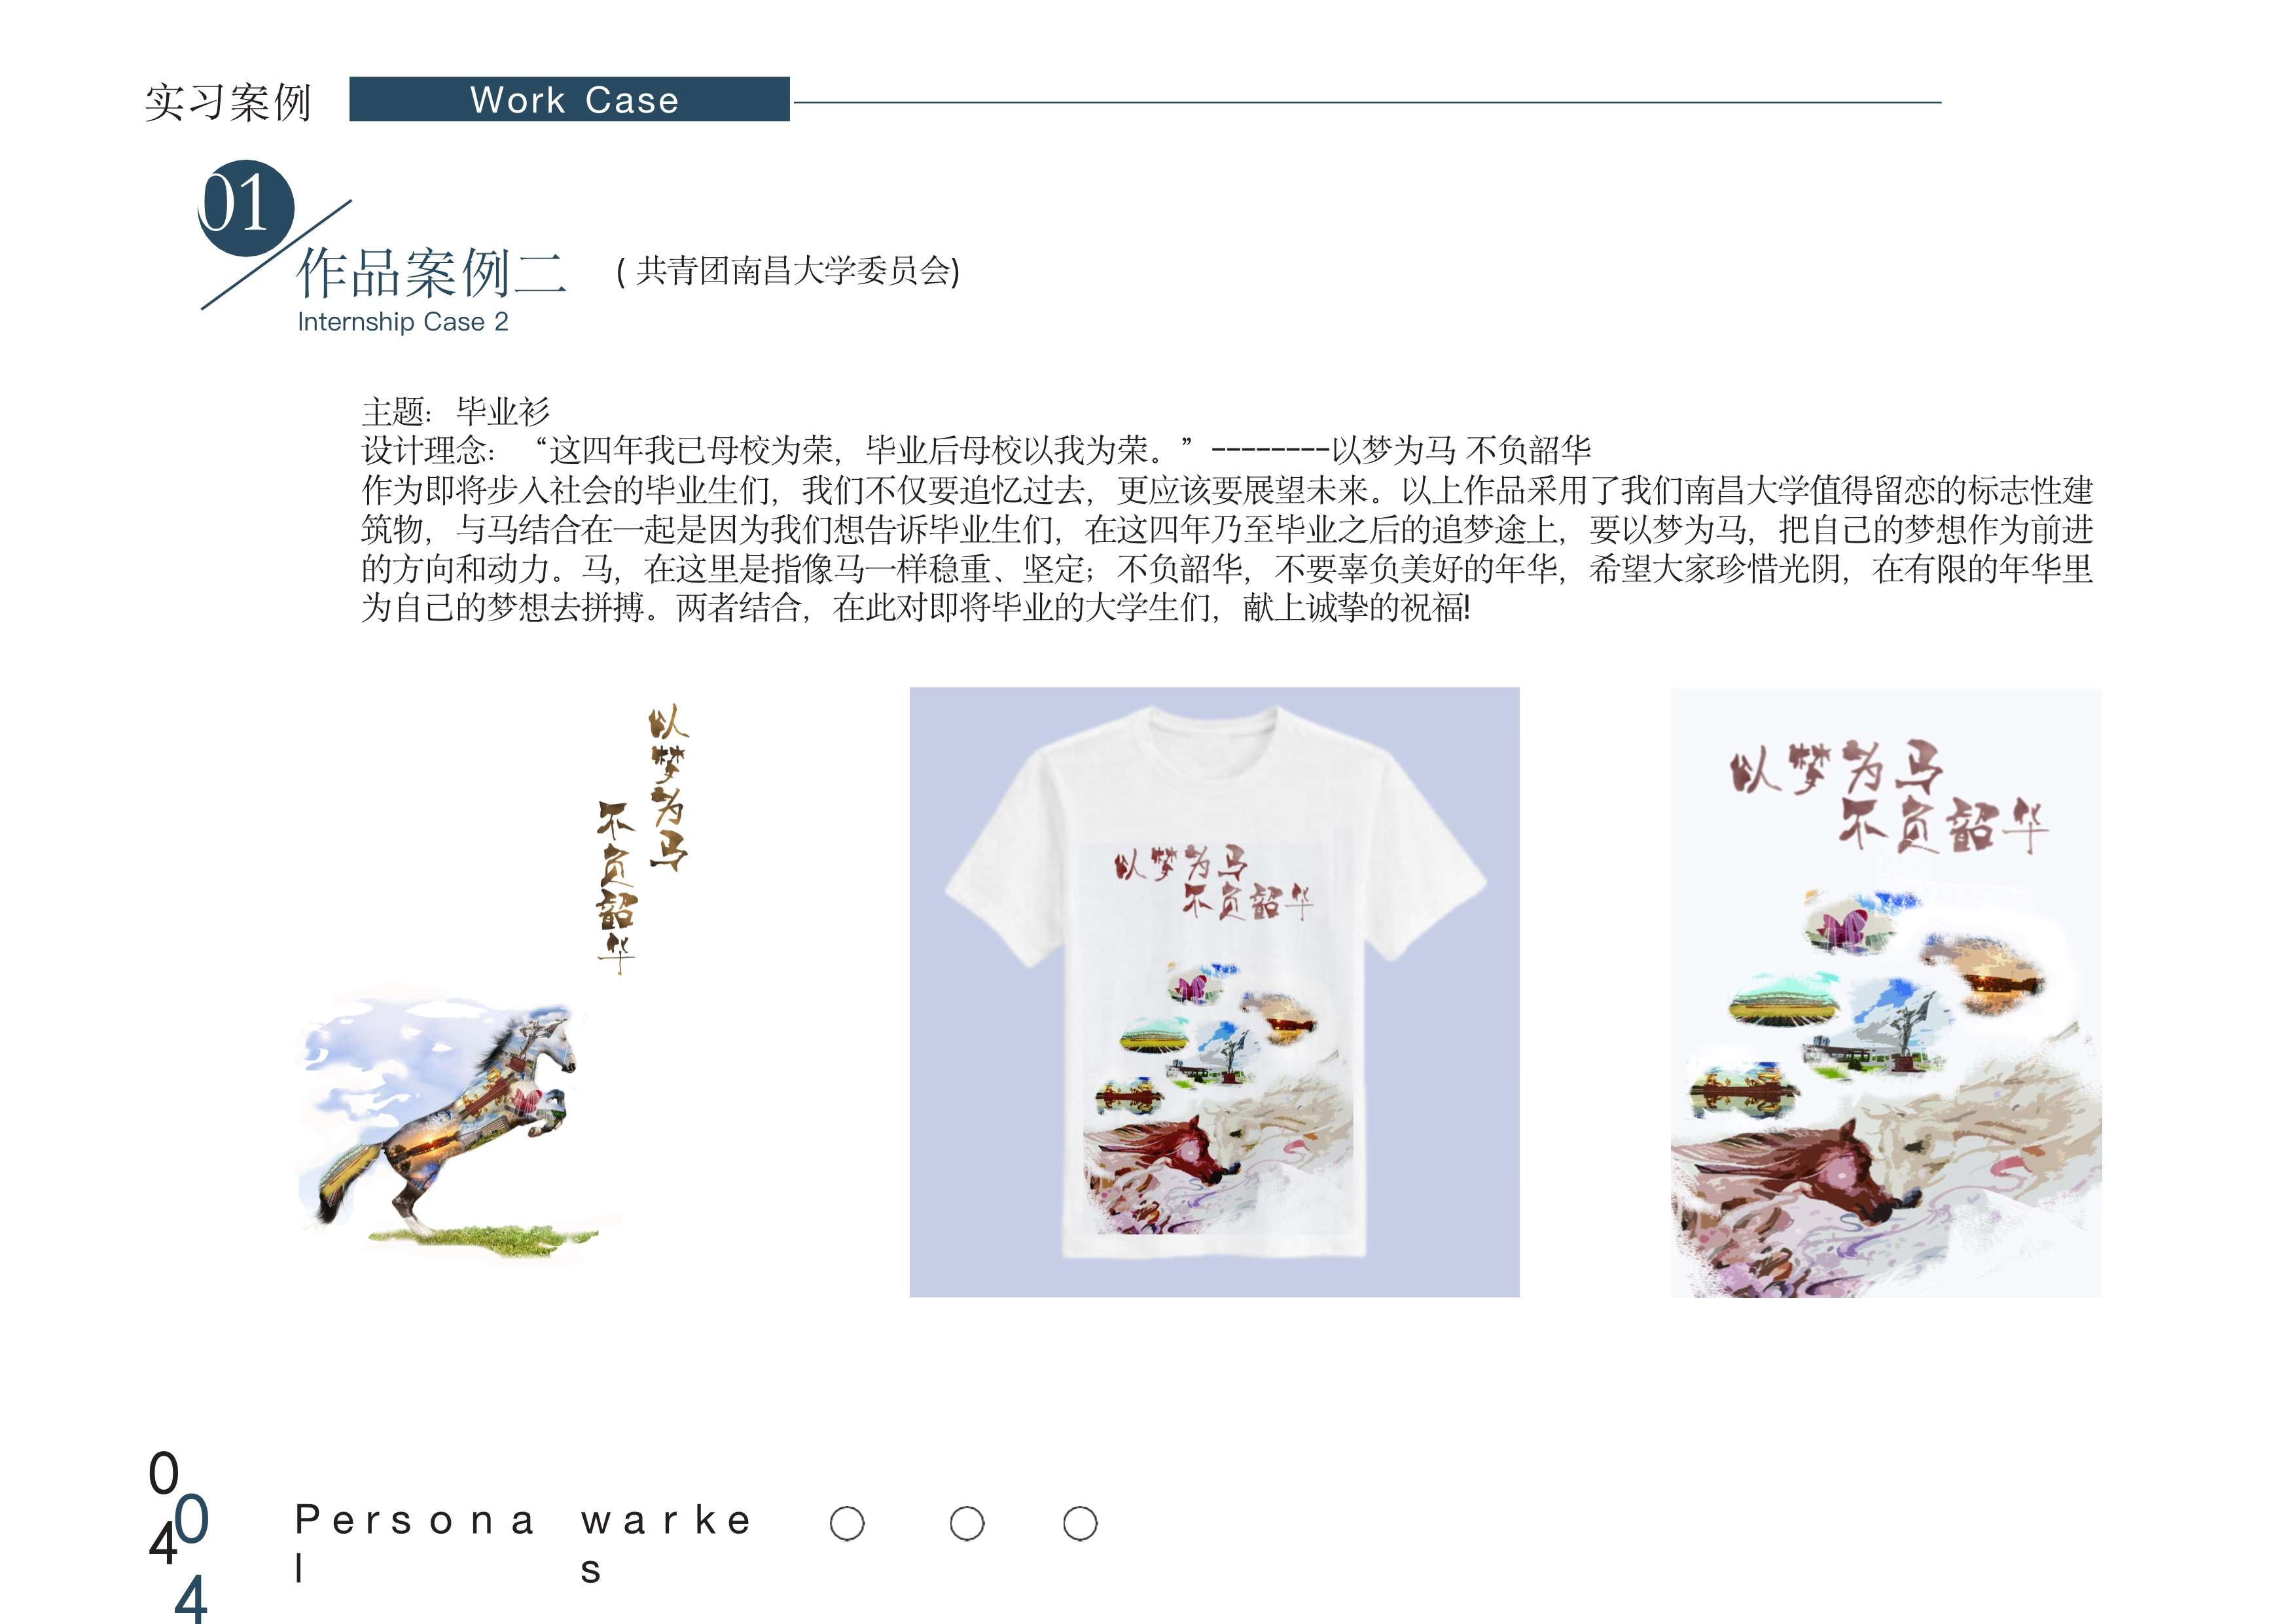 实习案例 Work Case
01
作品案例二 ( 共青团南昌大学委员会)
Internship Case 2
主题：毕业衫
设计理念：“这四年我已母校为荣，毕业后母校以我为荣。”--------以梦为马 不负韶华
作为即将步入社会的毕业生们，我们不仅要追忆过去，更应该要展望未来。以上作品采用了我们南昌大学值得留恋的标志性建
筑物，与马结合在一起是因为我们想告诉毕业生们，在这四年乃至毕业之后的追梦途上，要以梦为马，把自己的梦想作为前进
的方向和动力。马，在这里是指像马一样稳重、坚定；不负韶华，不要辜负美好的年华，希望大家珍惜光阴，在有限的年华里
为自己的梦想去拼搏。两者结合，在此对即将毕业的大学生们，献上诚挚的祝福!
以梦为马
不负韶华
以梦为马
不负韶华
以梦为马
不负韶华
04
04
Personal warkes